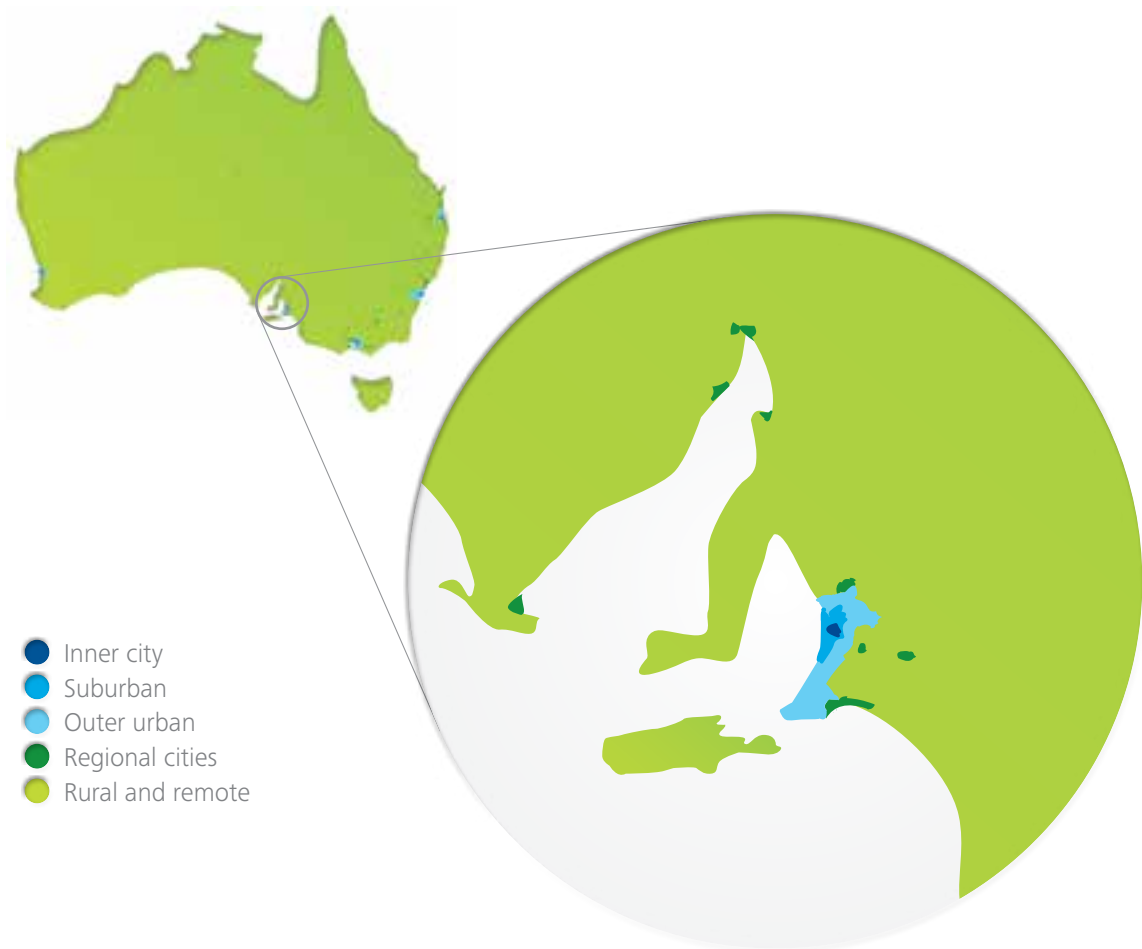 Inner city
Suburban
Outer urban
Regional cities
Rural and remote